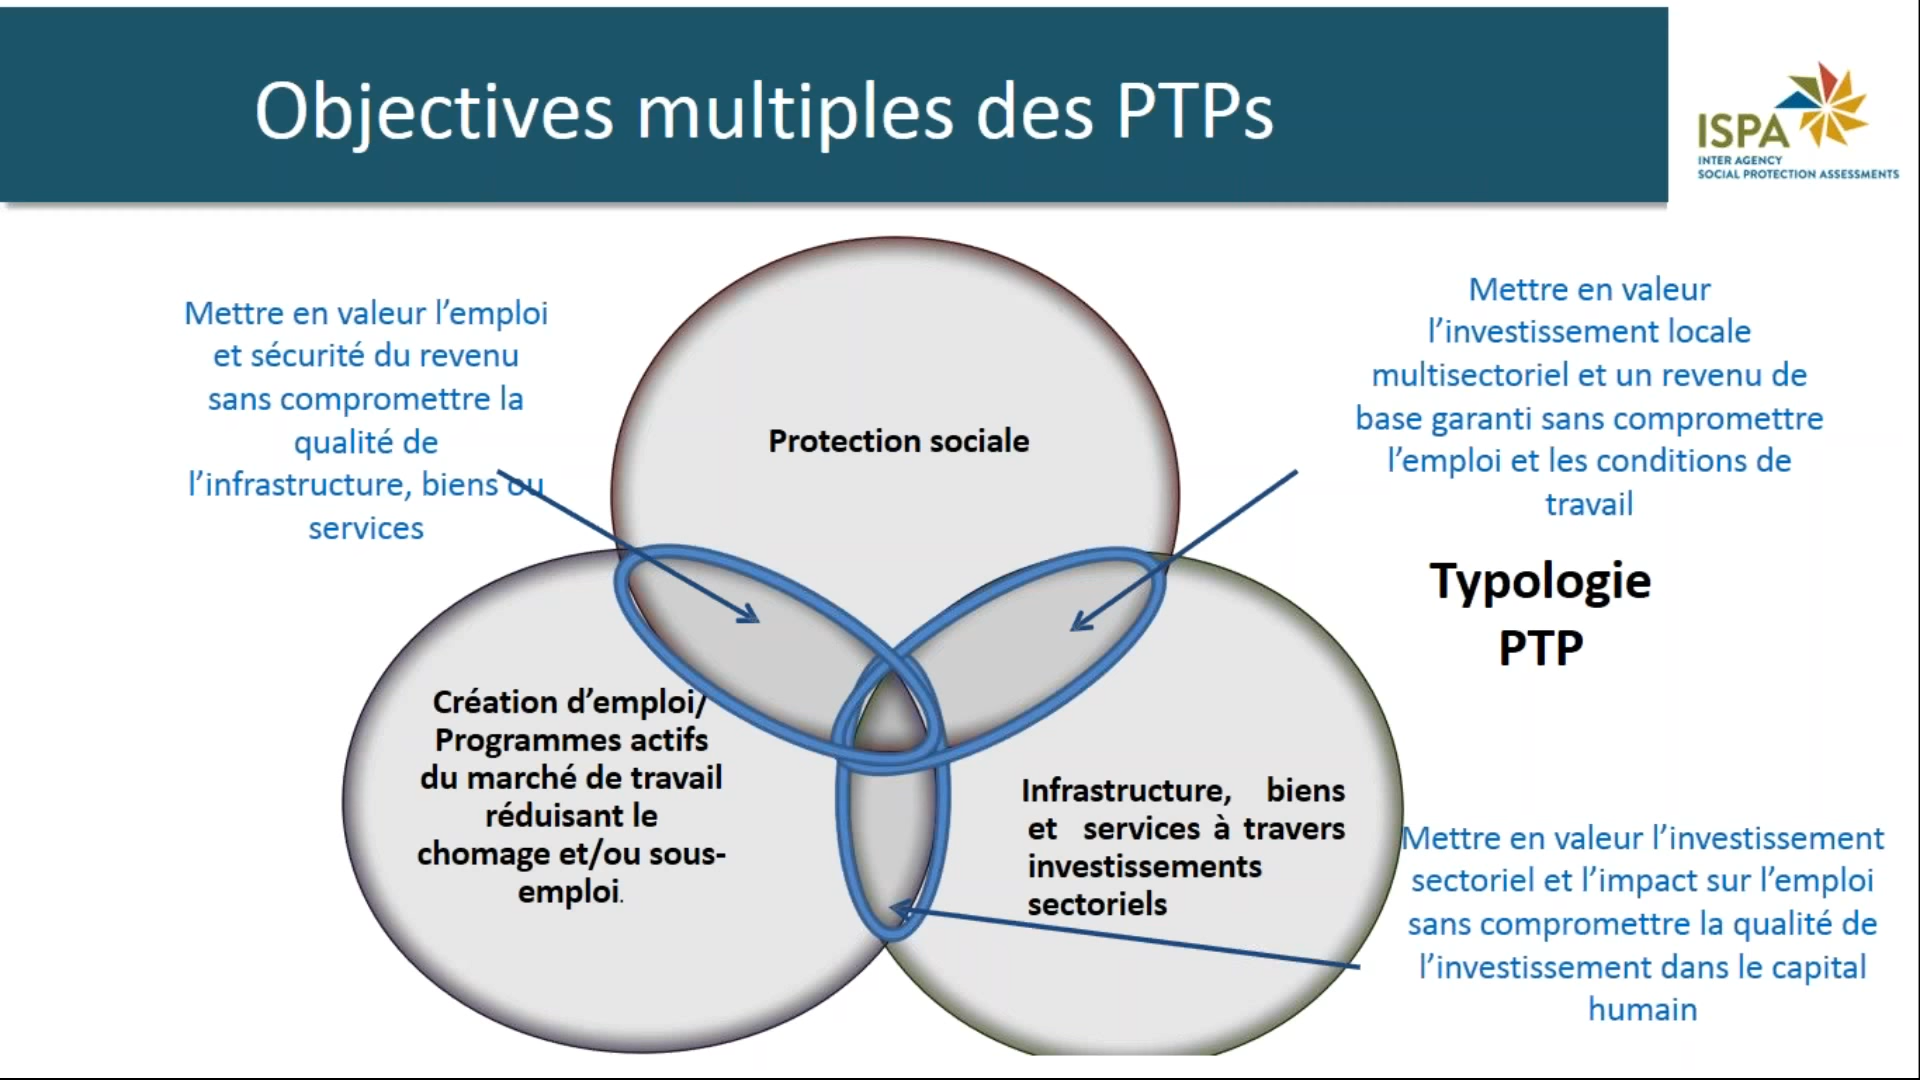 Objectives multiples des PTPs
ISPA
INTER AGENCY
SOCIAL PROTECTION ASSESSMENTS
Mettre en valeur l’emploi
et sécurité du revenu
sans compromettre la
qualité de
l’infrastructure, biens ou
services
Mettre en valeur
l’investissement locale
multisectoriel et un revenu de
base garanti sans compromettre
l’emploi et les conditions de
travail
Protection sociale
Typologie
PTP
Création d’emploi/
Programmes actifs
du marché de travail
réduisant le
chomage et/ou sous-
emploi.
Infrastructure, biens
et services à travers
investissements
sectoriels
Mettre en valeur l’investissement
sectoriel et l’impact sur l’emploi
sans compromettre la qualité de
l’investissement dans le capital
humain